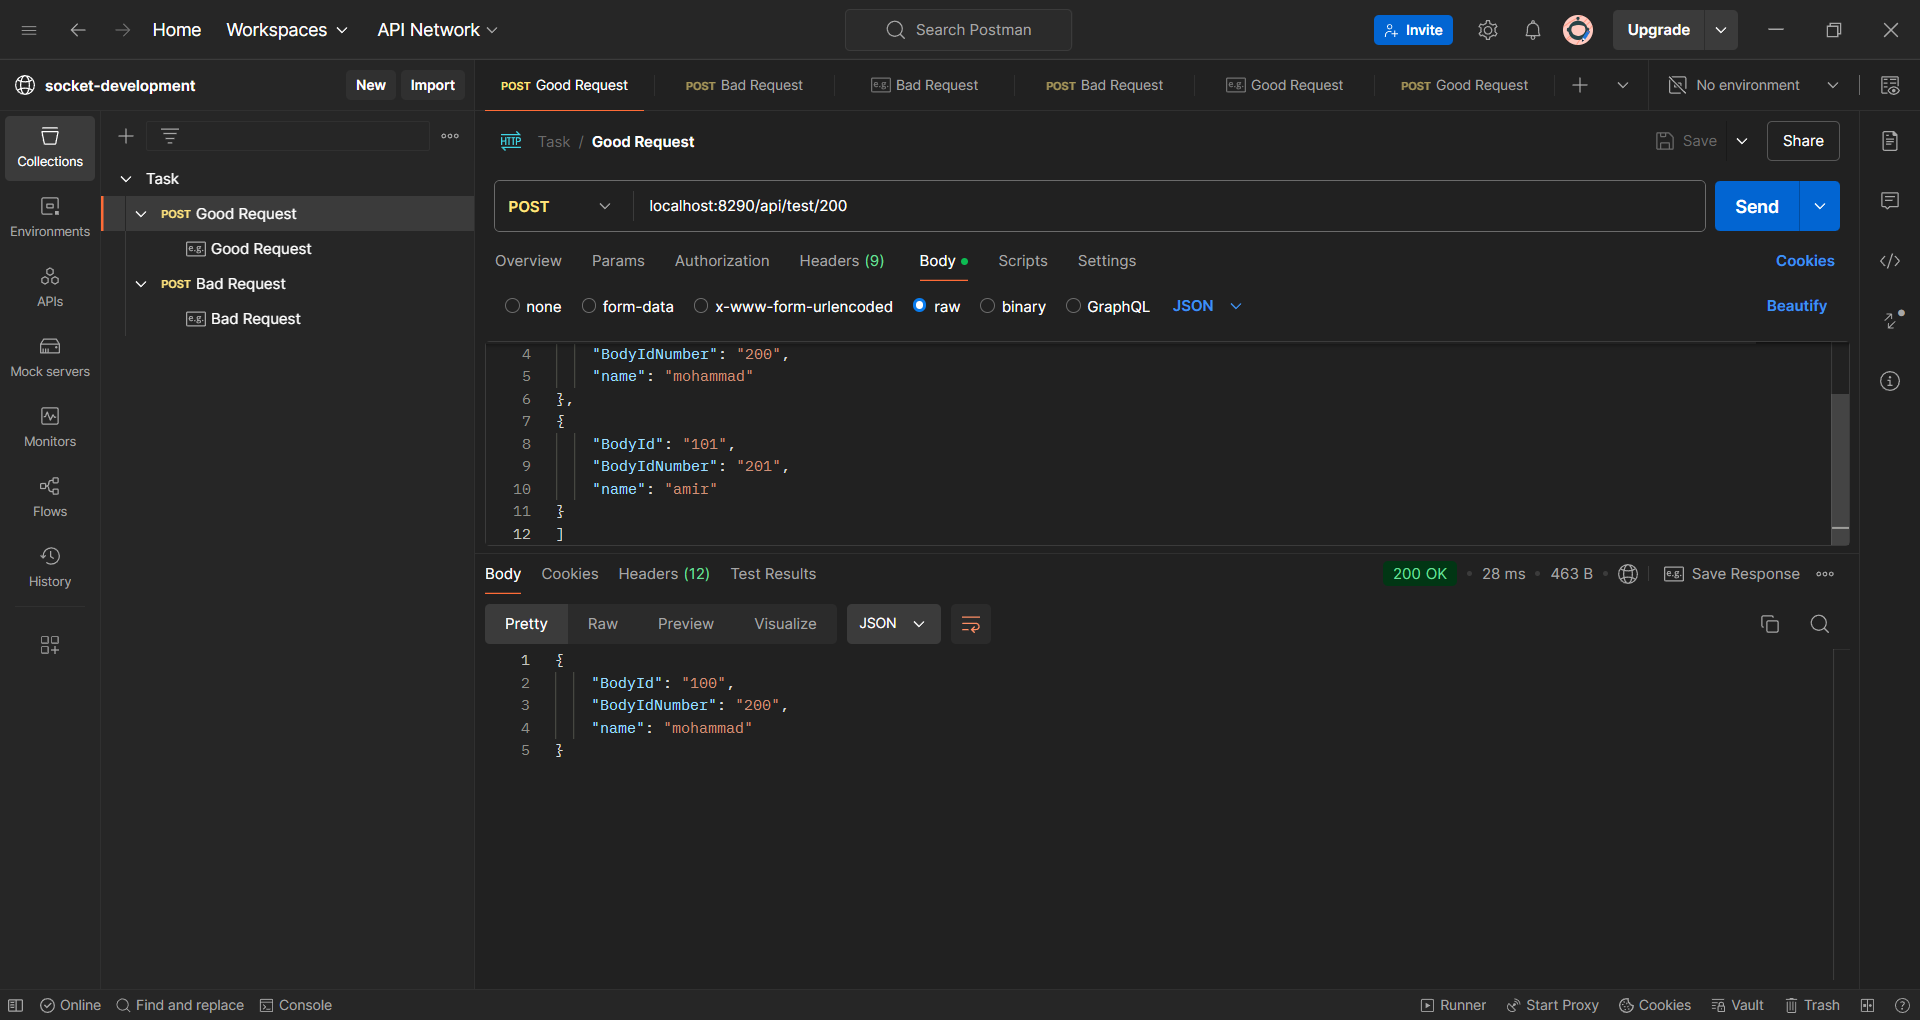 Home Workspaces API Network Search Postman Invite Upgrade
socket-development New Import POST Good Request POST Bad Request e.g. Bad Request POST Bad Request e.g. Good Request POST Good Request No environment
Collections
Environments
APIs
Mock servers
Monitors
Flows
History
Task
POST Good Request
e.g. Good Request
POST Bad Request
e.g. Bad Request
HTTP Task / Good Request Save Share
POST localhost:8290/api/test/200 Send
Overview Params Authorization Headers (9) Body Scripts Settings Cookies
none form-data x-www-form-urlencoded raw binary GraphQL JSON Beautify
4 "BodyIdNumber": "200",
5 "name": "mohammad"
6 },
7 {
8 "BodyId": "101",
9 "BodyIdNumber": "201",
10 "name": "amir"
11 }
12 ]
Body Cookies Headers (12) Test Results 200 OK • 28 ms • 463 B • e.g. Save Response
Pretty Raw Preview Visualize JSON
1 {
2 "BodyId": "100",
3 "BodyIdNumber": "200",
4 "name": "mohammad"
5 }
Online Find and replace Console Runner Start Proxy Cookies Vault Trash